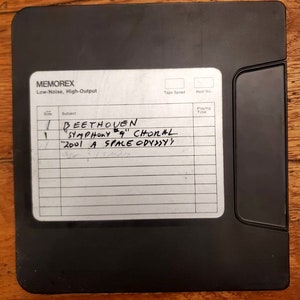 MEMOREX
Low-Noise, High-Output
Tape Speed
Reel No.
Side Subject Playing Time
1 BEETHOVEN
1 "SYMPHONY #9" CHORAL
"2001 A SPACE ODYSSY"